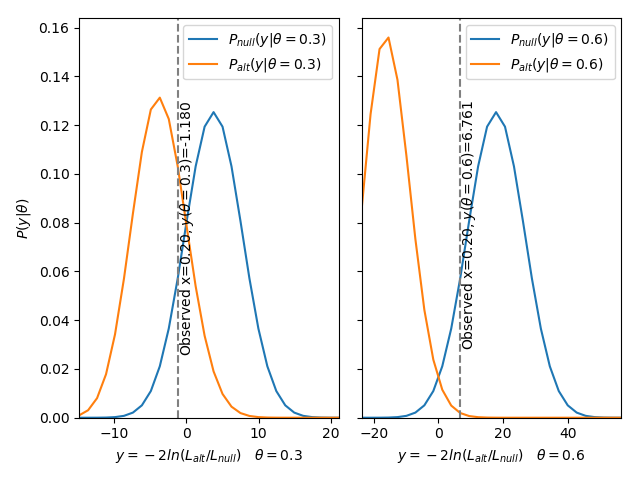 0.16
0.14
0.12
0.10
0.08
0.06
0.04
0.02
0.00
P(y|θ)
P_null(y|θ = 0.3)
P_alt(y|θ = 0.3)
Observed x=0.20, y(θ = 0.3)=-1.180
−10 0 10 20
y = −2ln(L_alt/L_null) θ = 0.3
P_null(y|θ = 0.6)
P_alt(y|θ = 0.6)
Observed x=0.20, y(θ = 0.6)=6.761
−20 0 20 40
y = −2ln(L_alt/L_null) θ = 0.6